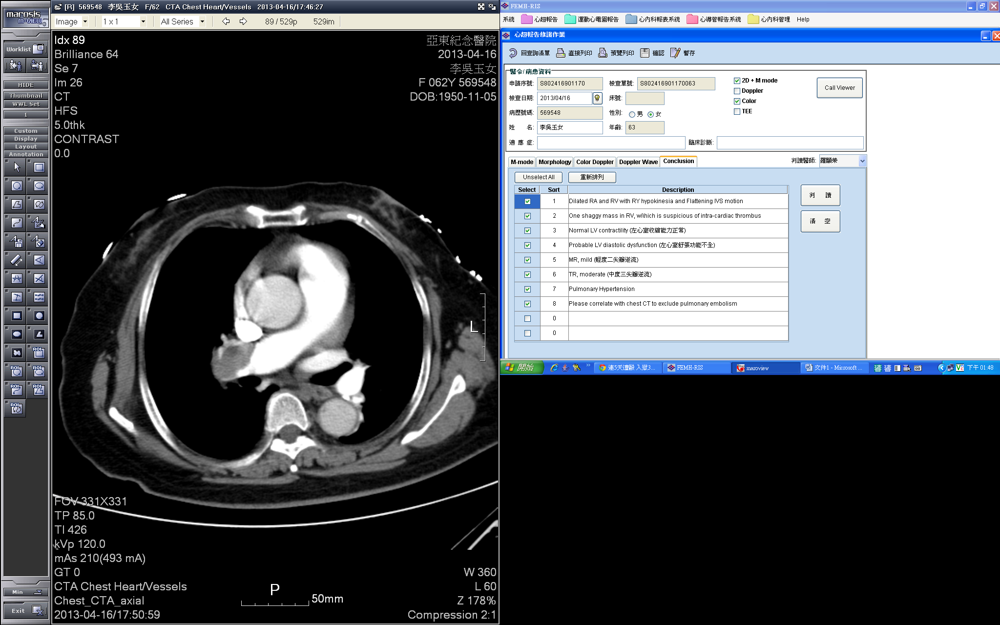 marosis
m-VIEW 5
Worklist
HIDE
Thumbnail
WWL Set
1
Custom
Display
Layout
Annotation
ROI
ROI
ROI
ROI
ROI
ROI
Min
Exit
[R] 569548 李吳玉女 F/62 CTA Chest Heart/Vessels 2013-04-16/17:46:27
Image 1 x 1 All Series 89 / 529p 529im
Idx 89
Brilliance 64
Se 7
Im 26
CT
HFS
5.0thk
CONTRAST
0.0
亞東紀念醫院
2013-04-16
李吳玉女
F 062Y 569548
DOB:1950-11-05
L
FOV 331X331
TP 85.0
TI 426
kVp 120.0
mAs 210(493 mA)
GT 0
CTA Chest Heart/Vessels
Chest_CTA_axial
2013-04-16/17:50:59
P
50mm
W 360
L 60
Z 178%
Compression 2:1
FEMH-RIS
系統 心超報告 運動心電圖報告 心內科報表系統 心導管報告系統 心內科管理 Help
心超報告維護作業
回查詢清單 直接列印 預覽列印 確認 暫存
醫令/病患資料
申請序號: S802416901170 檢查單號: S802416901170063
檢查日期: 2013/04/16 床號:
病歷號碼: 569548 性別: 男 女
姓 名: 李吳玉女 年齡: 63
適 應 症: 臨床診斷:
2D + M mode
Doppler
Color
TEE
Call Viewer
M-mode Morphology Color Doppler Doppler Wave Conclusion 判讀醫師: 羅顯榮
Unselect All 重新排列
Select Sort Description
1 Dilated RA and RV with RY hypokinesia and Flattening IVS motion
2 One shaggy mass in RV, wi\hich is suspicious of intra-cardiac thrombus
3 Normal LV contractility (左心室收縮能力正常)
4 Probable LV diastolic dysfunction (左心室舒張功能不全)
5 MR, mild (輕度二尖瓣逆流)
6 TR, moderate (中度三尖瓣逆流)
7 Pulmonary Hypertension
8 Please correlate with chest CT to exclude pulmonary embolism
0
0
判 讀
清 空
開始 連5天遭毆 入獄3... FEMH-RIS maroview 文件1 - Microsoft ... 下午 01:48